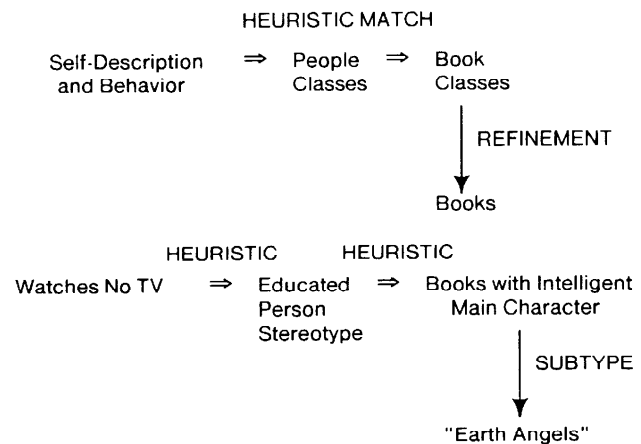 HEURISTIC MATCH
Self-Description ⇒ People ⇒ Book
and Behavior Classes Classes
REFINEMENT
Books
HEURISTIC HEURISTIC
Watches No TV ⇒ Educated ⇒ Books with Intelligent
Person Main Character
Stereotype
SUBTYPE
"Earth Angels"